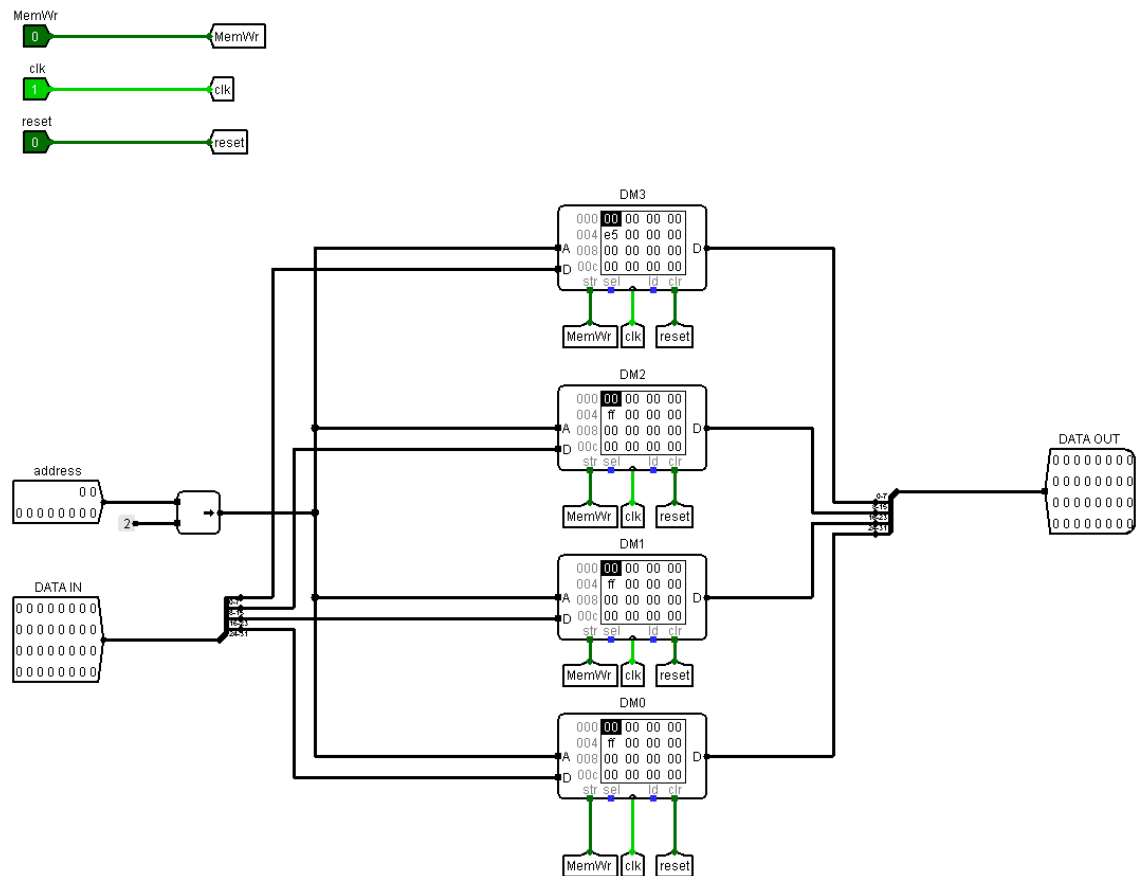 MemWr
0
MemWr
clk
1
clk
reset
0
reset
DM3
000 00 00 00 00
004 e5 00 00 00
A 008 00 00 00 00 D
D 00c 00 00 00 00
str sel ld clr
MemWr clk reset
DM2
000 00 00 00 00
004 ff 00 00 00
A 008 00 00 00 00 D
D 00c 00 00 00 00
str sel ld clr
MemWr clk reset
address
0 0
0 0 0 0 0 0 0 0
2
DATA OUT
0 0 0 0 0 0 0 0
0 0 0 0 0 0 0 0
0 0 0 0 0 0 0 0
0 0 0 0 0 0 0 0
0-7
16-23
24-31
DM1
000 00 00 00 00
004 ff 00 00 00
A 008 00 00 00 00 D
D 00c 00 00 00 00
str sel ld clr
MemWr clk reset
DATA IN
0 0 0 0 0 0 0 0
0 0 0 0 0 0 0 0
0 0 0 0 0 0 0 0
0 0 0 0 0 0 0 0
16-23
24-31
DM0
000 00 00 00 00
004 ff 00 00 00
A 008 00 00 00 00 D
D 00c 00 00 00 00
str sel ld clr
MemWr clk reset